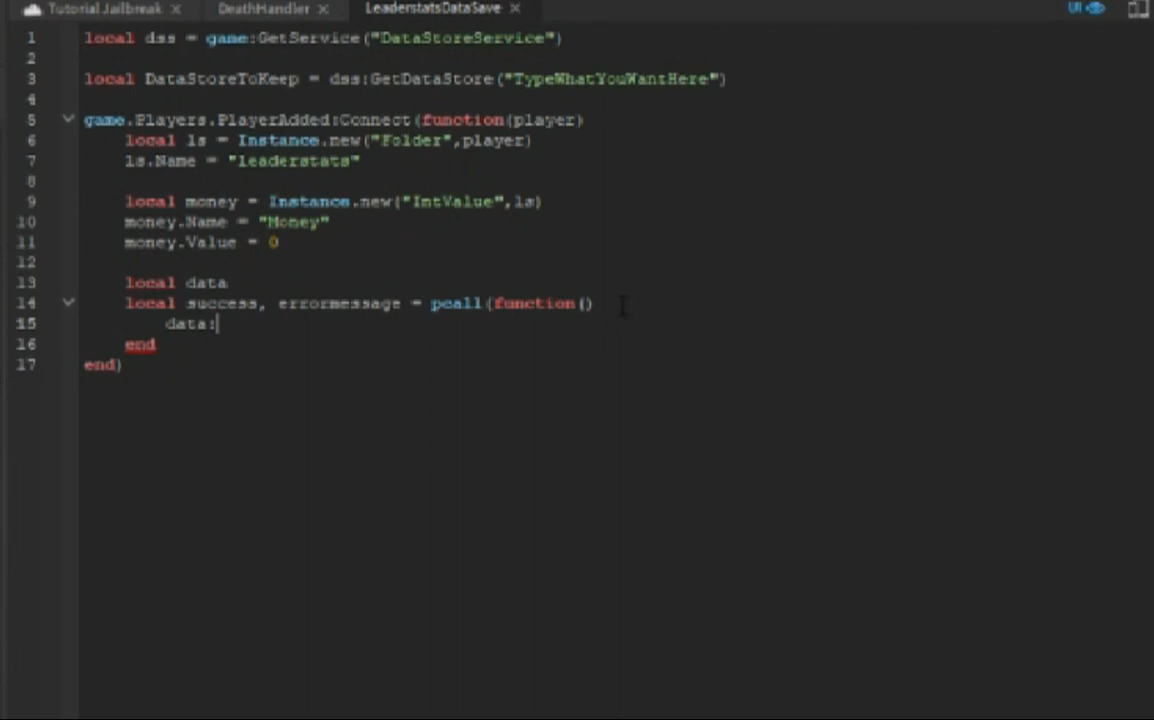 Tutorial Jailbreak × DeathHandler × LeaderstatsDataSave × UI
1 local dss = game:GetService("DataStoreService")
2
3 local DataStoreToKeep = dss:GetDataStore("TypeWhatYouWantHere")
4
5 game.Players.PlayerAdded:Connect(function(player)
6 local ls = Instance.new("Folder",player)
7 ls.Name = "leaderstats"
8
9 local money = Instance.new("IntValue",ls)
10 money.Name = "Money"
11 money.Value = 0
12
13 local data
14 local success, errormessage = pcall(function()
15 data:
16 end
17 end)